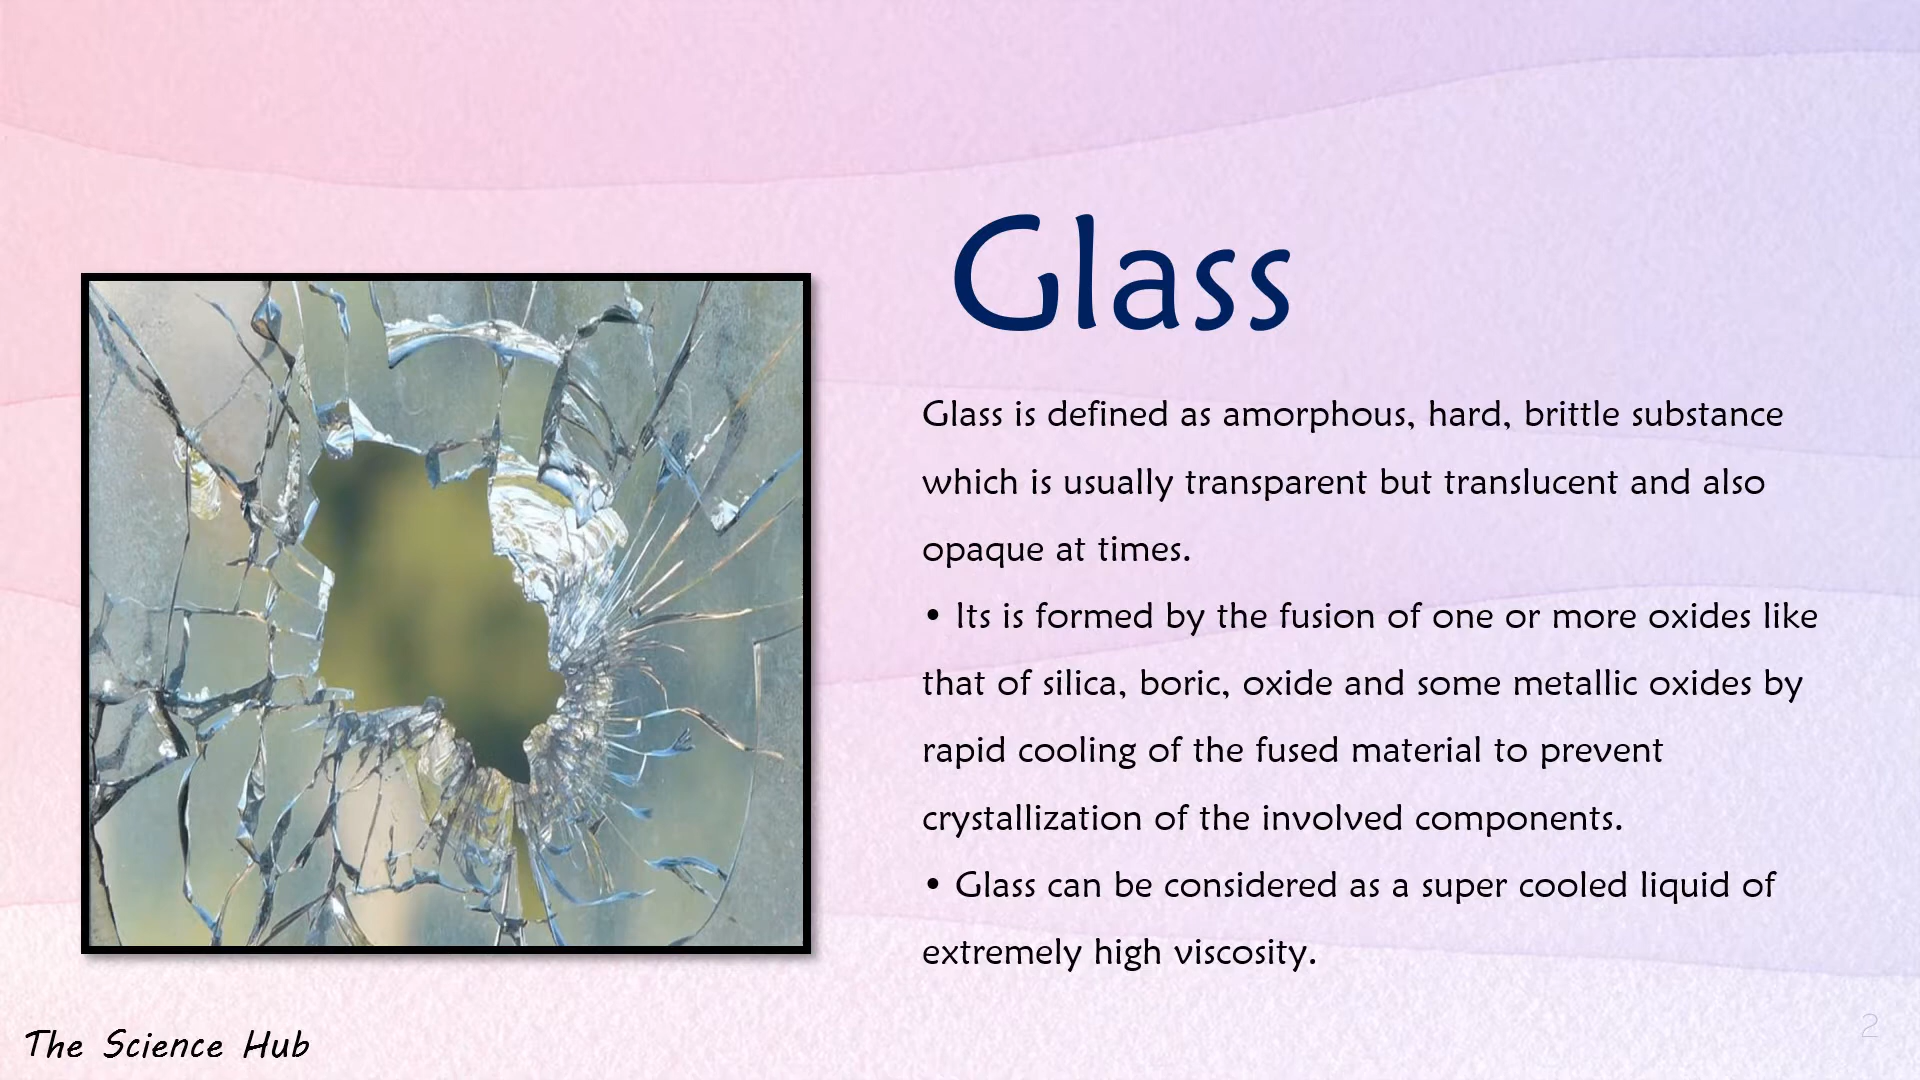 Glass
Glass is defined as amorphous, hard, brittle substance
which is usually transparent but translucent and also
opaque at times.
• Its is formed by the fusion of one or more oxides like
that of silica, boric, oxide and some metallic oxides by
rapid cooling of the fused material to prevent
crystallization of the involved components.
• Glass can be considered as a super cooled liquid of
extremely high viscosity.
The Science Hub
2